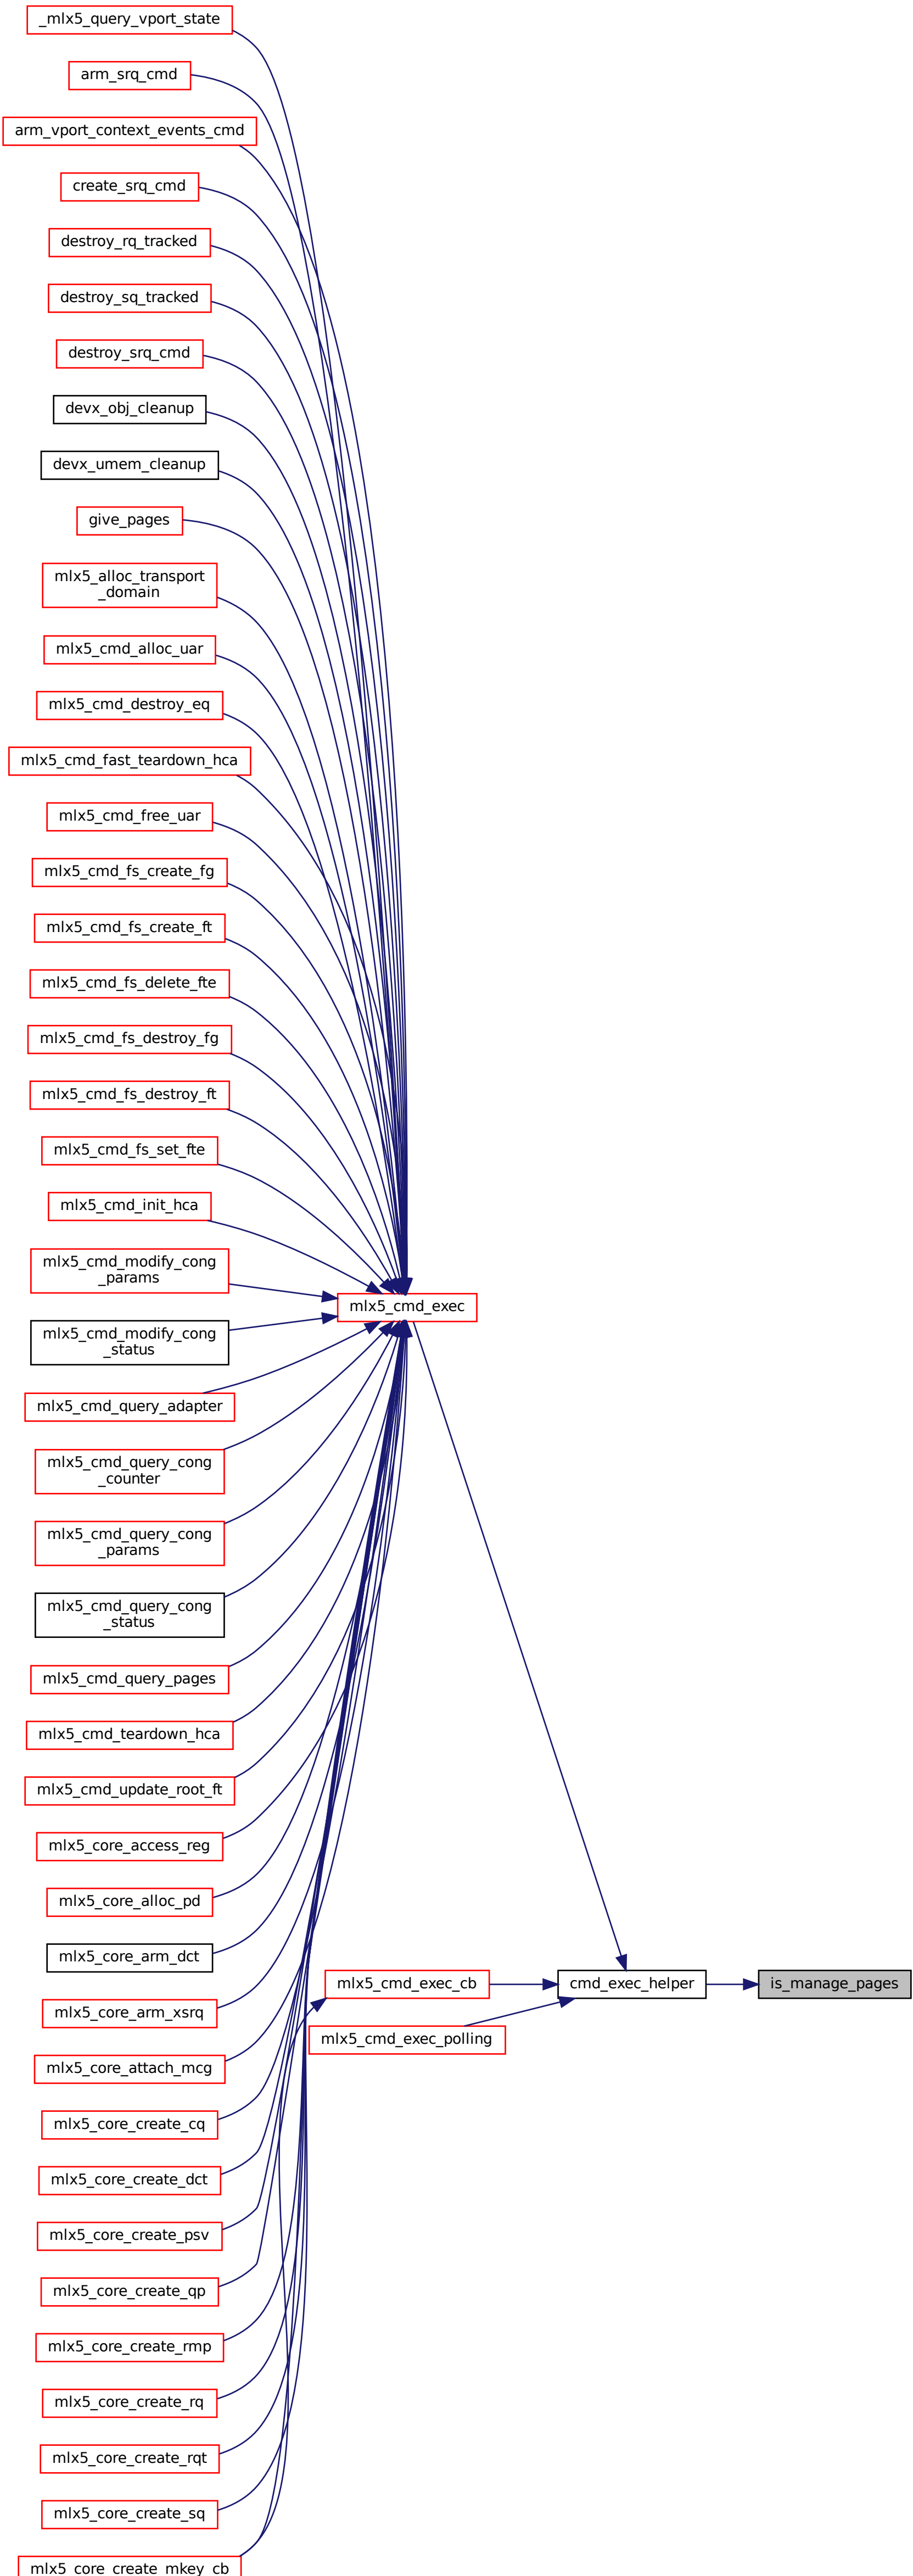 _mlx5_query_vport_state
arm_srq_cmd
arm_vport_context_events_cmd
create_srq_cmd
destroy_rq_tracked
destroy_sq_tracked
destroy_srq_cmd
devx_obj_cleanup
devx_umem_cleanup
give_pages
mlx5_alloc_transport
_domain
mlx5_cmd_alloc_uar
mlx5_cmd_destroy_eq
mlx5_cmd_fast_teardown_hca
mlx5_cmd_free_uar
mlx5_cmd_fs_create_fg
mlx5_cmd_fs_create_ft
mlx5_cmd_fs_delete_fte
mlx5_cmd_fs_destroy_fg
mlx5_cmd_fs_destroy_ft
mlx5_cmd_fs_set_fte
mlx5_cmd_init_hca
mlx5_cmd_modify_cong
_params
mlx5_cmd_exec
mlx5_cmd_modify_cong
_status
mlx5_cmd_query_adapter
mlx5_cmd_query_cong
_counter
mlx5_cmd_query_cong
_params
mlx5_cmd_query_cong
_status
mlx5_cmd_query_pages
mlx5_cmd_teardown_hca
mlx5_cmd_update_root_ft
mlx5_core_access_reg
mlx5_core_alloc_pd
mlx5_core_arm_dct
mlx5_cmd_exec_cb
cmd_exec_helper
is_manage_pages
mlx5_core_arm_xsrq
mlx5_cmd_exec_polling
mlx5_core_attach_mcg
mlx5_core_create_cq
mlx5_core_create_dct
mlx5_core_create_psv
mlx5_core_create_qp
mlx5_core_create_rmp
mlx5_core_create_rq
mlx5_core_create_rqt
mlx5_core_create_sq
mlx5_core_create_mkey_cb